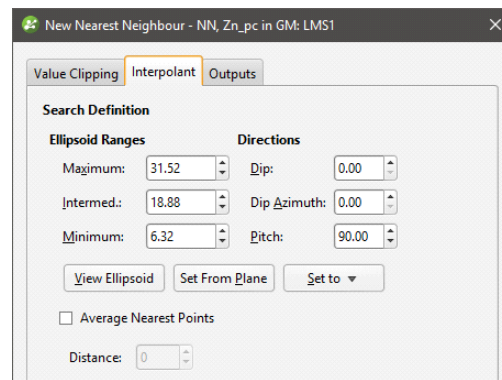 New Nearest Neighbour - NN, Zn_pc in GM: LMS1
Value Clipping Interpolant Outputs
Search Definition
Ellipsoid Ranges Directions
Maximum: 31.52 Dip: 0.00
Intermed.: 18.88 Dip Azimuth: 0.00
Minimum: 6.32 Pitch: 90.00
View Ellipsoid Set From Plane Set to
Average Nearest Points
Distance: 0